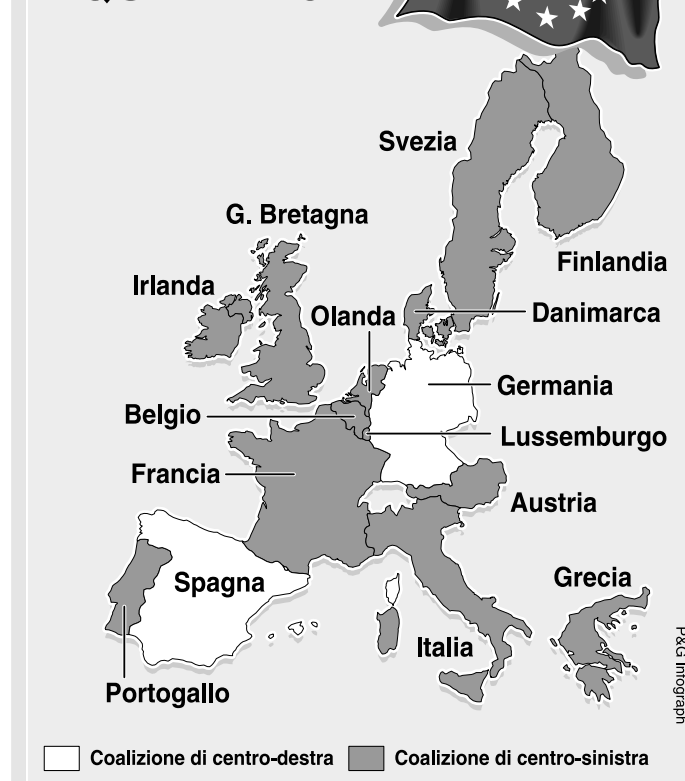 Svezia
G. Bretagna
Finlandia
Irlanda
Olanda
Danimarca
Germania
Belgio
Lussemburgo
Francia
Austria
Spagna
Grecia
Italia
Portogallo
P&G Infograph
Coalizione di centro-destra
Coalizione di centro-sinistra